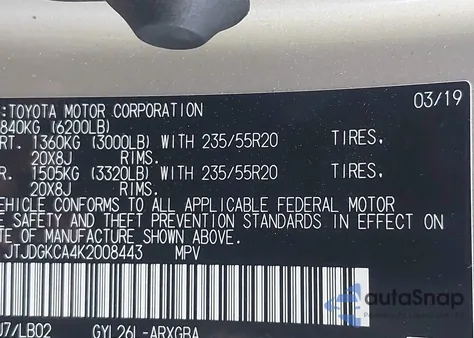 :TOYOTA MOTOR CORPORATION 03/19
840KG (6200LB)
RT. 1360KG (3000LB) WITH 235/55R20 TIRES,
20X8J RIMS.
RT. 1505KG (3320LB) WITH 235/55R20 TIRES,
20X8J RIMS.
VEHICLE CONFORMS TO ALL APPLICABLE FEDERAL MOTOR
E SAFETY AND THEFT PREVENTION STANDARDS IN EFFECT ON
TE OF MANUFACTURE SHOWN ABOVE.
JTJDGKCA4K2008443 MPV
J7/LB02 GYL26L-ARXGBA
autoSnap